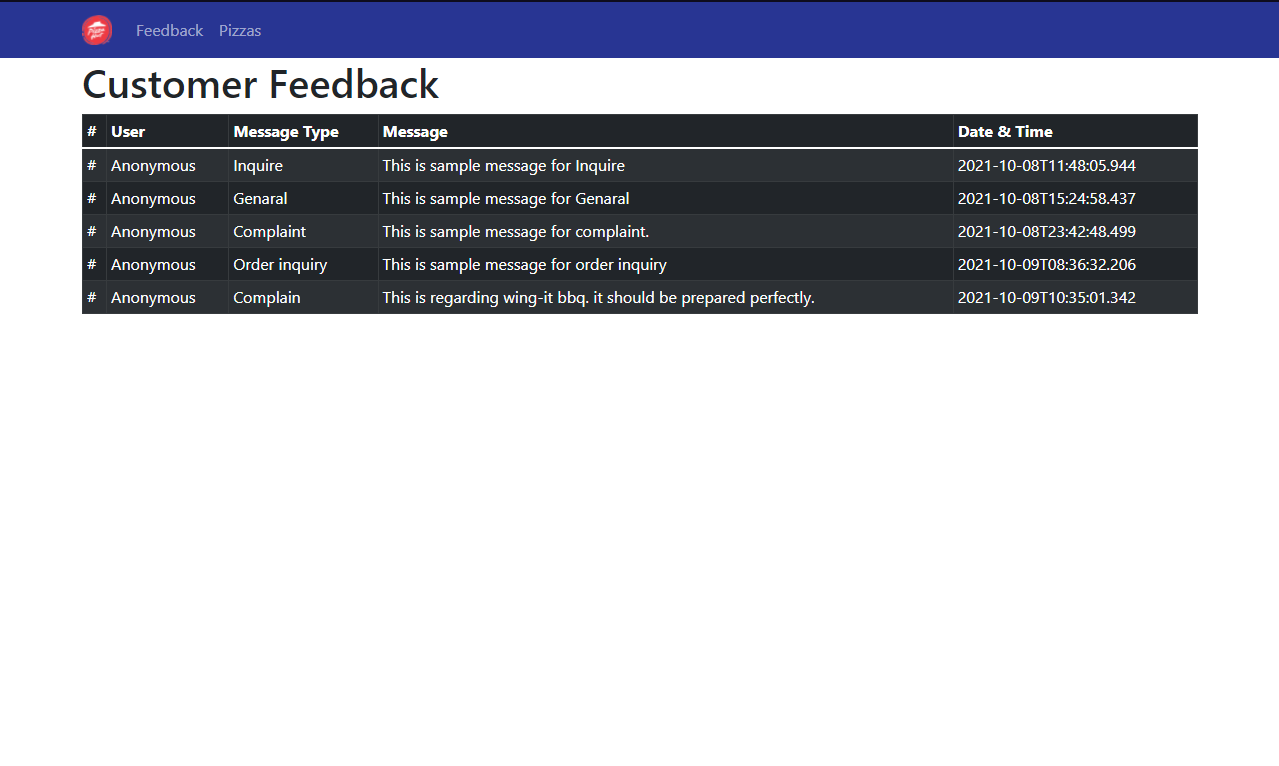 Feedback Pizzas
Customer Feedback
# User Message Type Message Date & Time
# Anonymous Inquire This is sample message for Inquire 2021-10-08T11:48:05.944
# Anonymous Genaral This is sample message for Genaral 2021-10-08T15:24:58.437
# Anonymous Complaint This is sample message for complaint. 2021-10-08T23:42:48.499
# Anonymous Order inquiry This is sample message for order inquiry 2021-10-09T08:36:32.206
# Anonymous Complain This is regarding wing-it bbq. it should be prepared perfectly. 2021-10-09T10:35:01.342